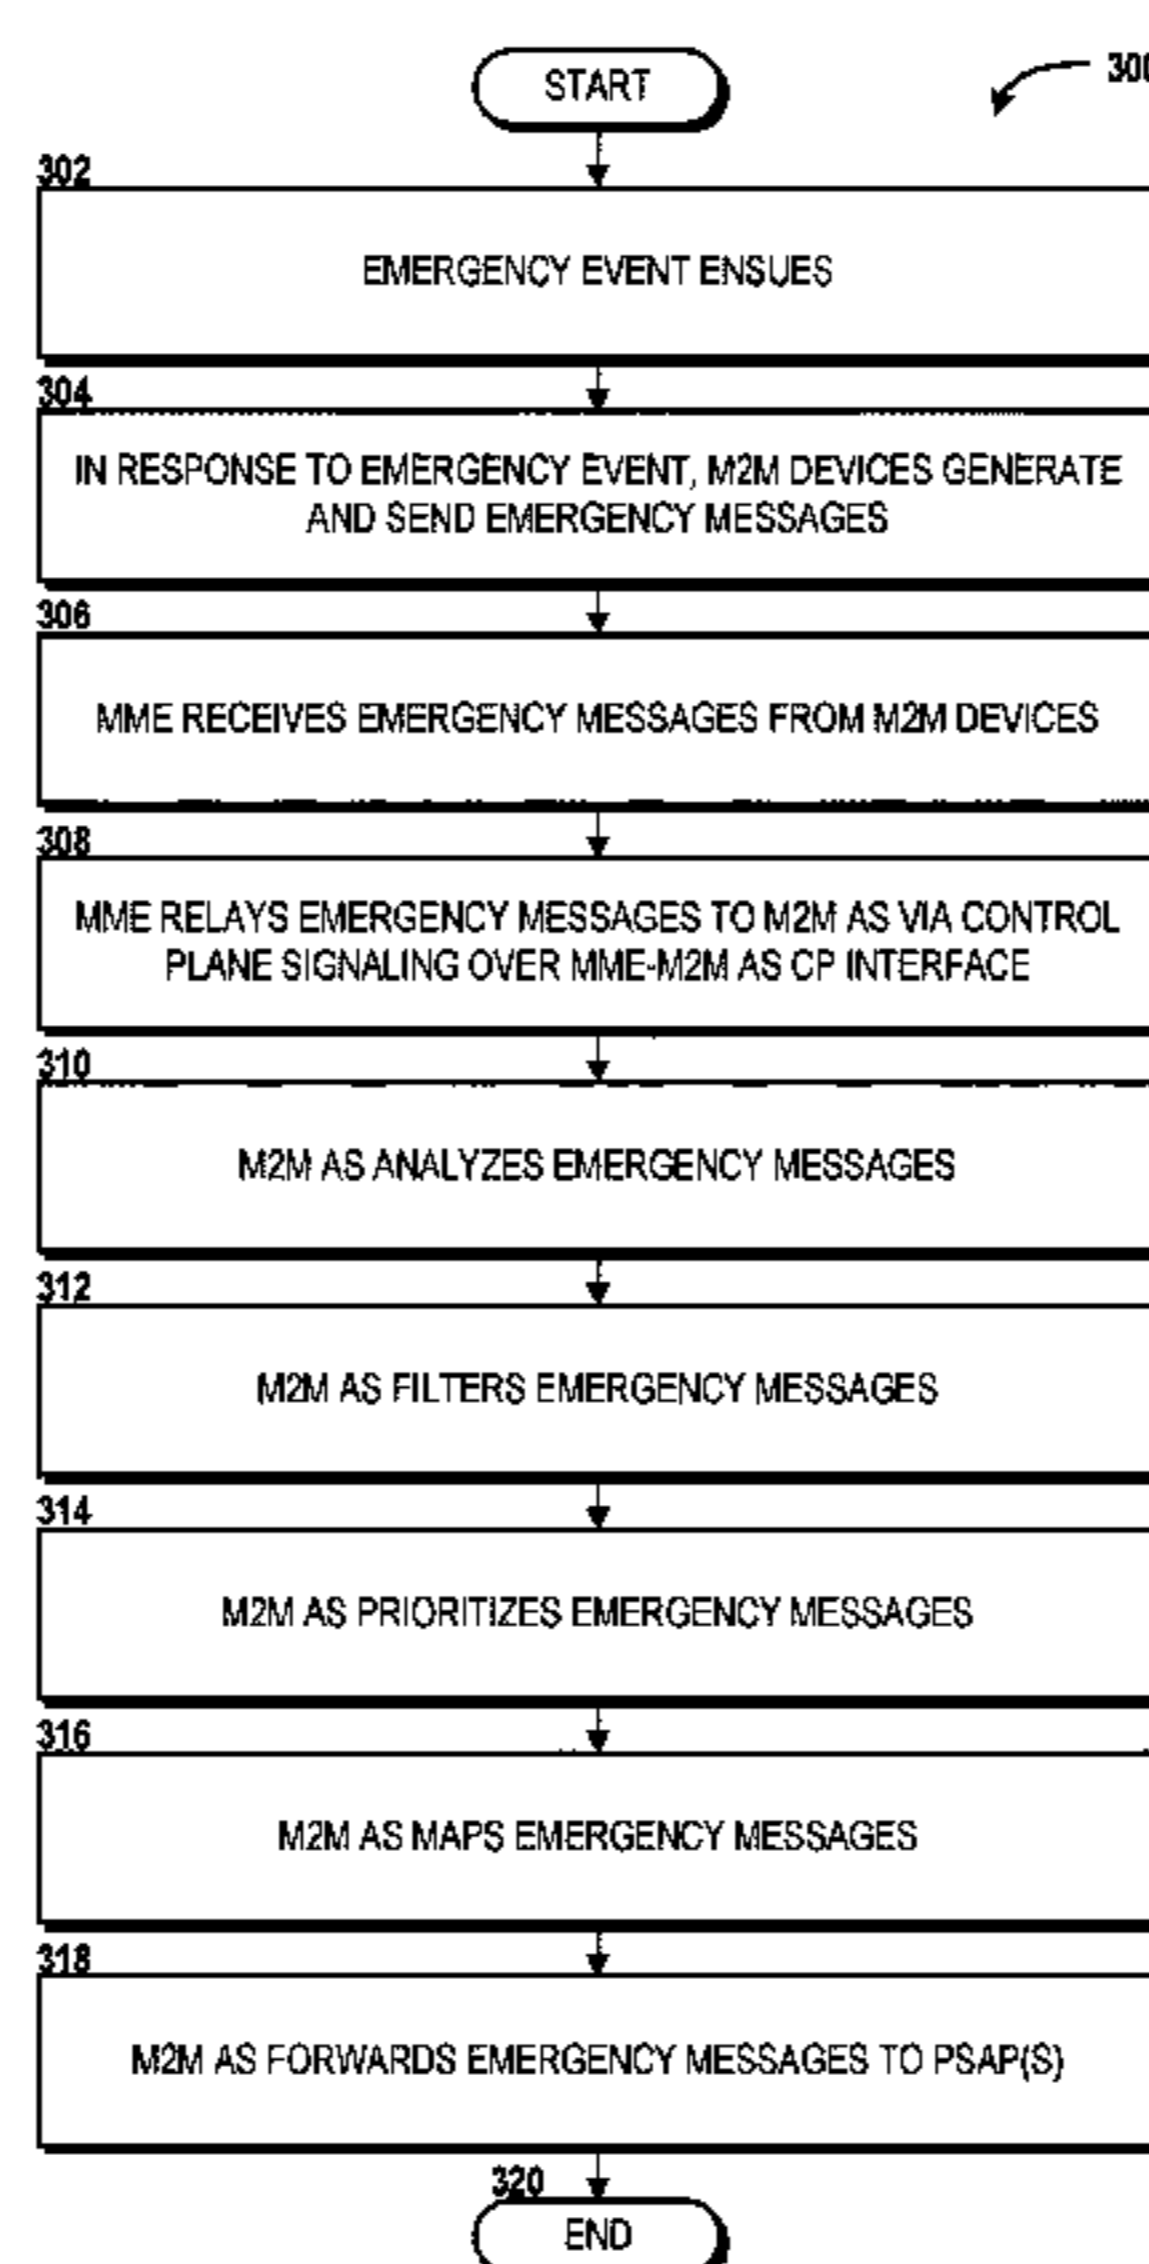 START
300
302
EMERGENCY EVENT ENSUES
304
IN RESPONSE TO EMERGENCY EVENT, M2M DEVICES GENERATE
AND SEND EMERGENCY MESSAGES
306
MME RECEIVES EMERGENCY MESSAGES FROM M2M DEVICES
308
MME RELAYS EMERGENCY MESSAGES TO M2M AS VIA CONTROL
PLANE SIGNALING OVER MME-M2M AS CP INTERFACE
310
M2M AS ANALYZES EMERGENCY MESSAGES
312
M2M AS FILTERS EMERGENCY MESSAGES
314
M2M AS PRIORITIZES EMERGENCY MESSAGES
316
M2M AS MAPS EMERGENCY MESSAGES
318
M2M AS FORWARDS EMERGENCY MESSAGES TO PSAP(S)
320
END